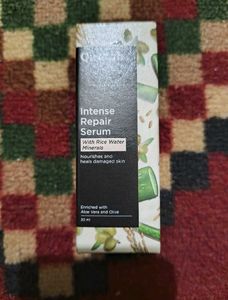 Intense
Repair
Serum
With Rice Water
Minerals
Nourishes and
heals damaged skin
Enriched with
Aloe Vera and Olive
30 ml